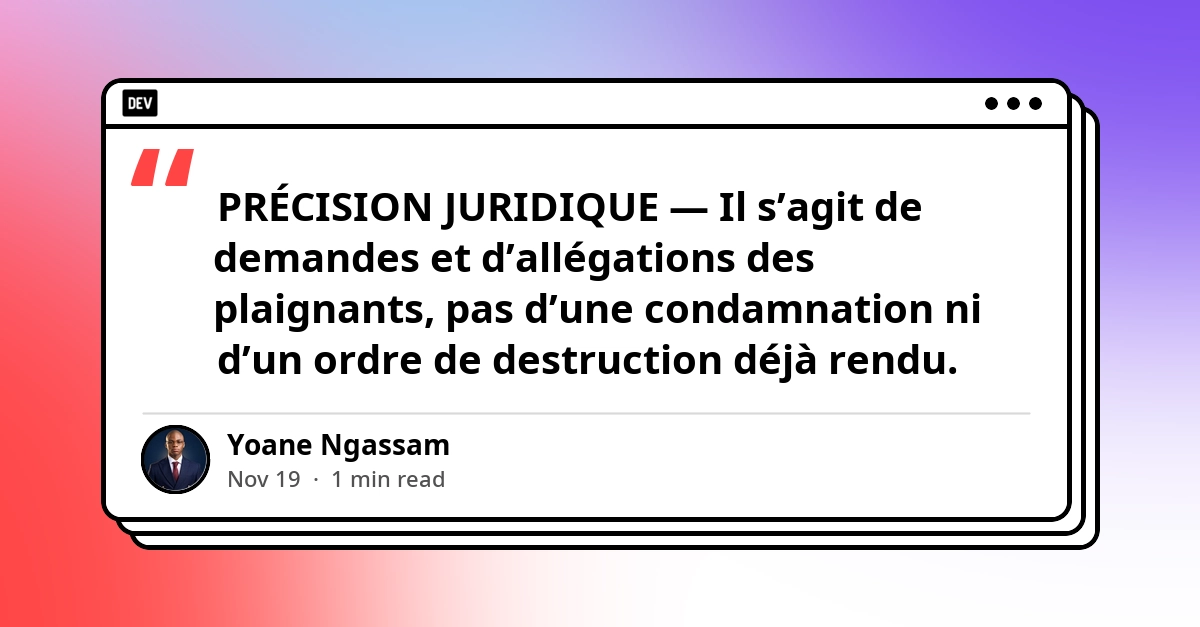 DEV
“
PRÉCISION JURIDIQUE — Il s’agit de
demandes et d’allégations des
plaignants, pas d’une condamnation ni
d’un ordre de destruction déjà rendu.
Yoane Ngassam
Nov 19 · 1 min read